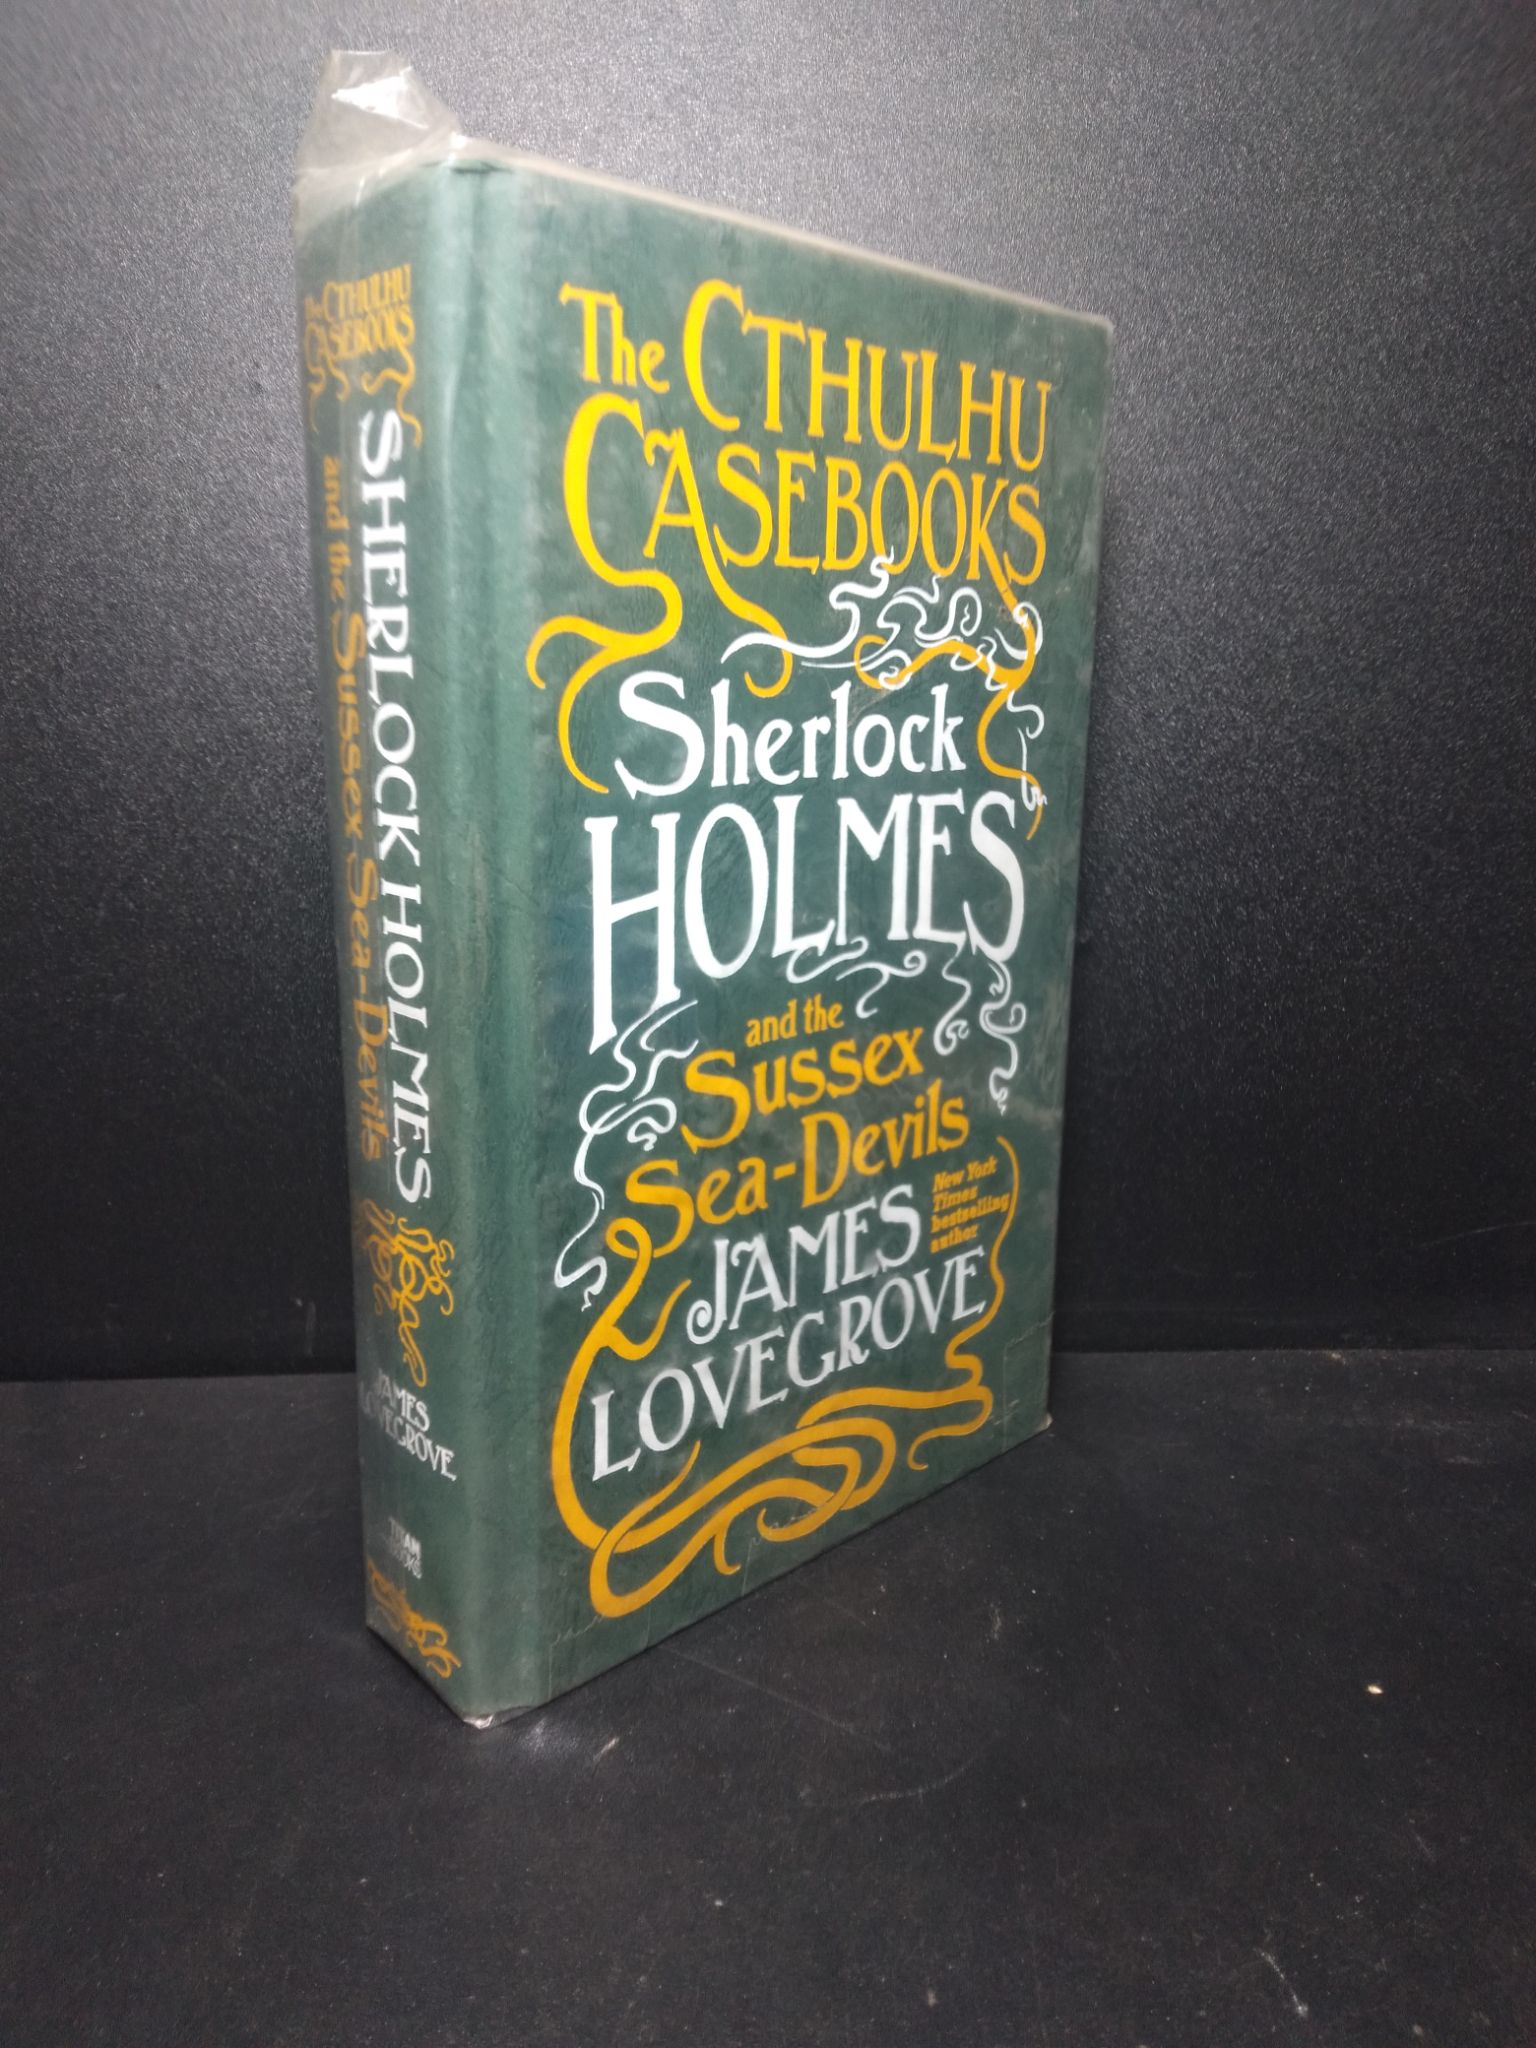 The CTHULHU
CASEBOOKS
SHERLOCK HOLMES
and the Sussex Sea-Devils
JAMES
LOVEGROVE
TITAN
BOOKS
The CTHULHU
CASEBOOKS
Sherlock
HOLMES
and the
Sussex
Sea-Devils
New York
Times
bestselling
author
JAMES
LOVEGROVE